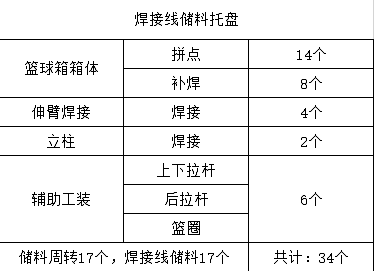 焊接线储料托盘
篮球箱箱体 拼点 14个
补焊 8个
伸臂焊接 焊接 4个
立柱 焊接 2个
辅助工装 上下拉杆 6个
后拉杆
篮圈
储料周转17个，焊接线储料17个 共计：34个